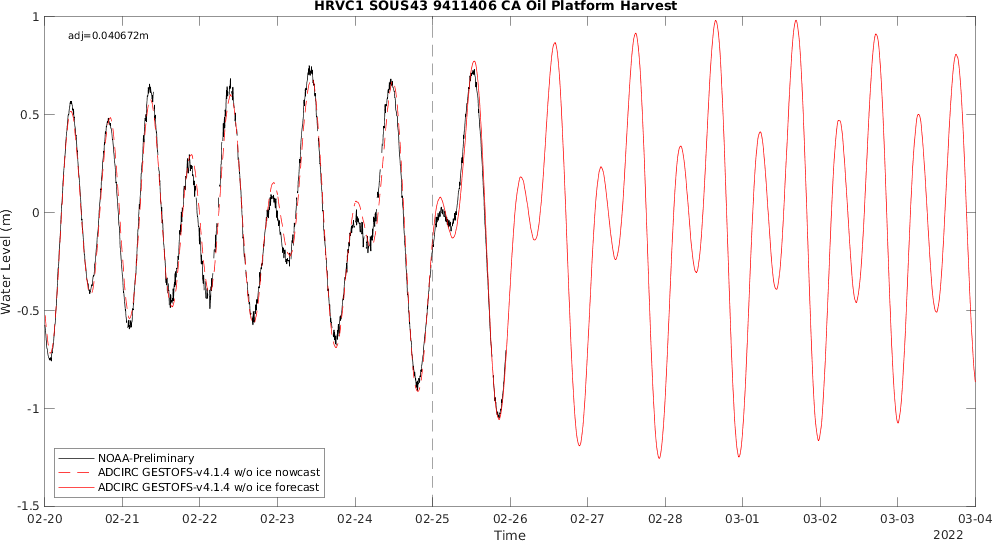 HRVC1 SOUS43 9411406 CA Oil Platform Harvest
adj=0.040672m
1
0.5
0
-0.5
-1
-1.5
Water Level (m)
NOAA-Preliminary
ADCIRC GESTOFS-v4.1.4 w/o ice nowcast
ADCIRC GESTOFS-v4.1.4 w/o ice forecast
02-20 02-21 02-22 02-23 02-24 02-25 02-26 02-27 02-28 03-01 03-02 03-03 03-04
Time
2022